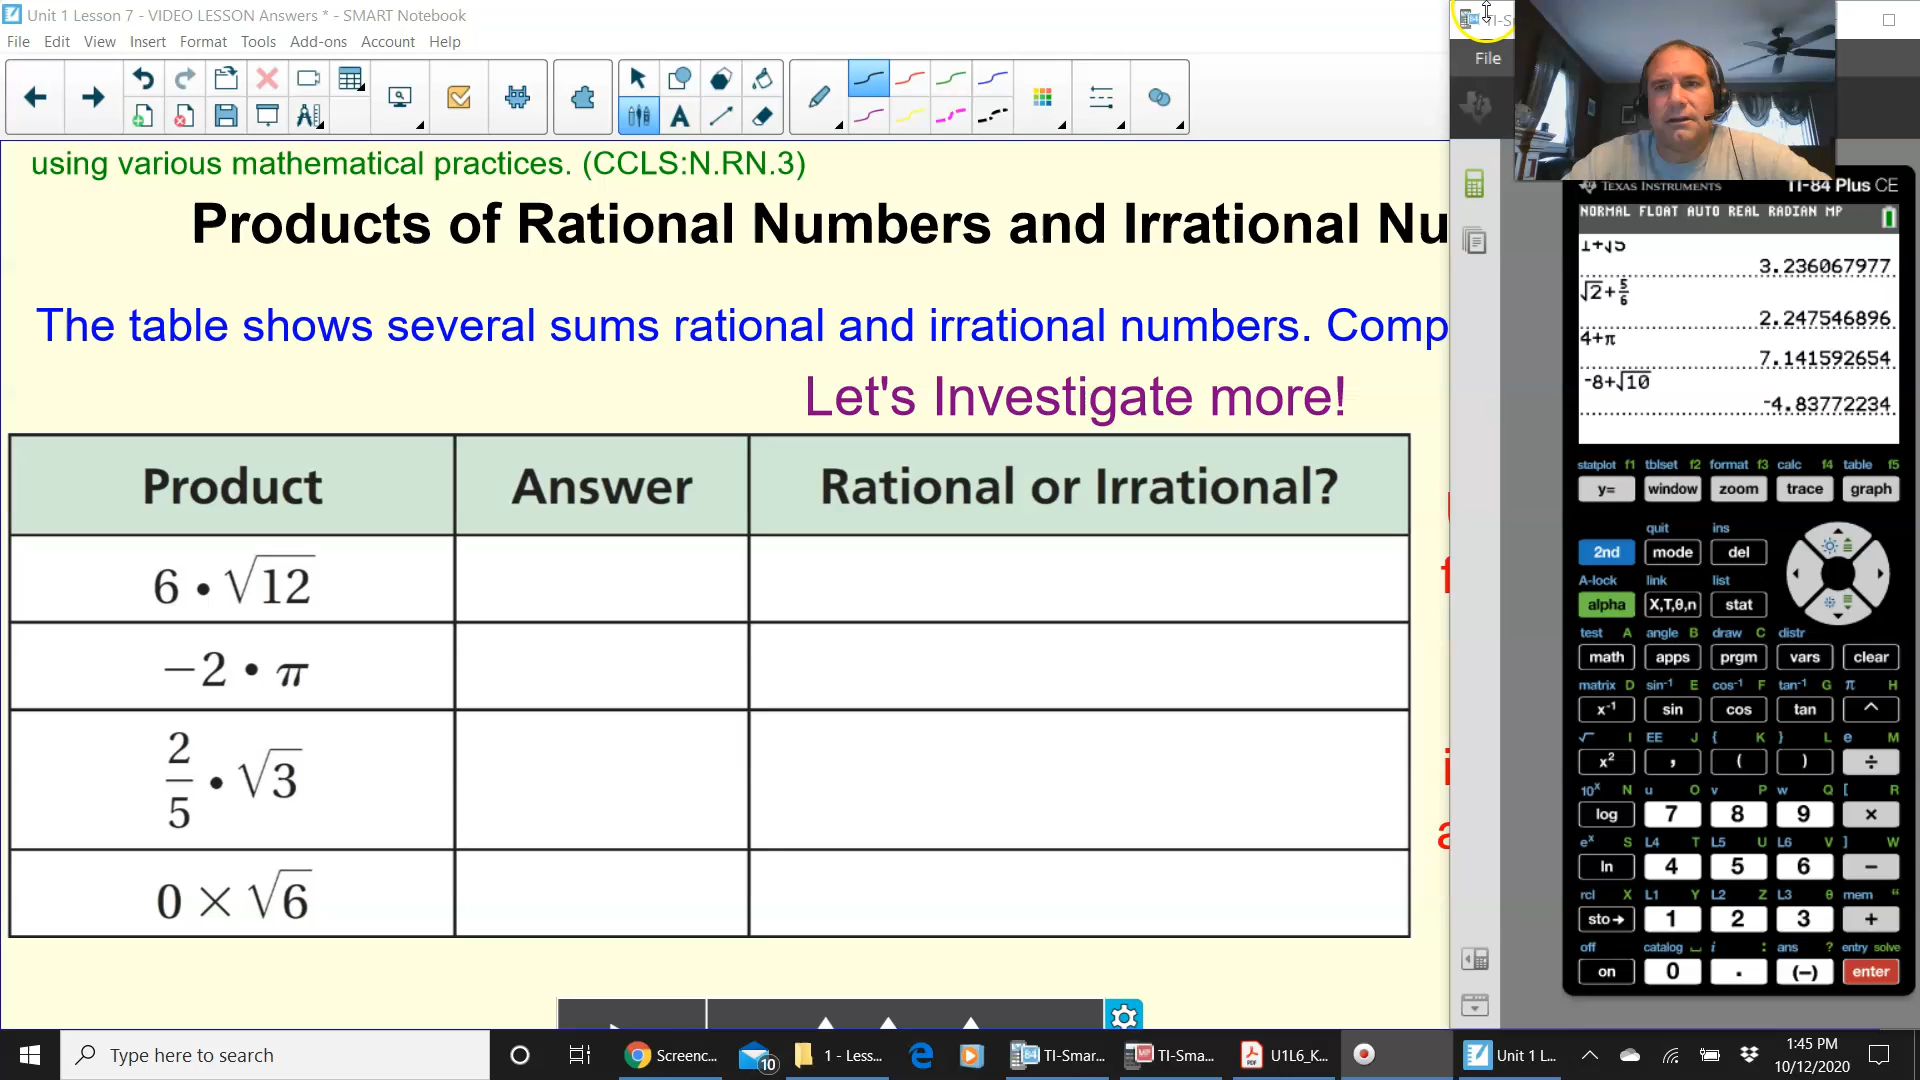 Unit 1 Lesson 7 - VIDEO LESSON Answers * - SMART Notebook
File Edit View Insert Format Tools Add-ons Account Help
using various mathematical practices. (CCLS:N.RN.3)
Products of Rational Numbers and Irrational Nu
The table shows several sums rational and irrational numbers. Comp
Let's Investigate more!
Product Answer Rational or Irrational?
6 • √12
−2 • π
2/5 • √3
0 × √6
File
TEXAS INSTRUMENTS TI-84 Plus CE
NORMAL FLOAT AUTO REAL RADIAN MP
1+√5
3.236067977
√2+5/6
2.247546896
4+π
7.141592654
-8+√10
-4.83772234
statplot f1 tblset f2 format f3 calc f4 table f5
y= window zoom trace graph
quit ins
2nd mode del
A-lock link list
alpha X,T,θ,n stat
test A angle B draw C distr
math apps prgm vars clear
matrix D sin-1 E cos-1 F tan-1 G π H
x-1 sin cos tan ^
√ I EE J { K } L e M
x² , ( ) ÷
10x N u O v P w Q [ R
log 7 8 9 ×
ex S L4 T L5 U L6 V ] W
ln 4 5 6 −
rcl X L1 Y L2 Z L3 θ mem "
sto→ 1 2 3 +
off catalog i : ans ? entry solve
on 0 . (−) enter
Type here to search
10
Screenc...
1 - Less...
TI-Smar...
TI-Sma...
U1L6_K...
Unit 1 L...
1:45 PM
10/12/2020